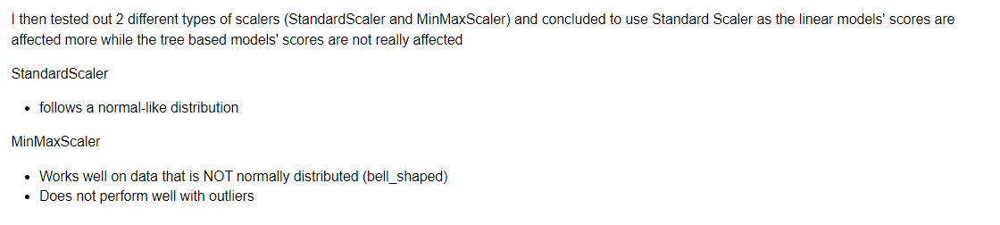 I then tested out 2 different types of scalers (StandardScaler and MinMaxScaler) and concluded to use Standard Scaler as the linear models' scores are
affected more while the tree based models' scores are not really affected
StandardScaler
• follows a normal-like distribution
MinMaxScaler
• Works well on data that is NOT normally distributed (bell_shaped)
• Does not perform well with outliers